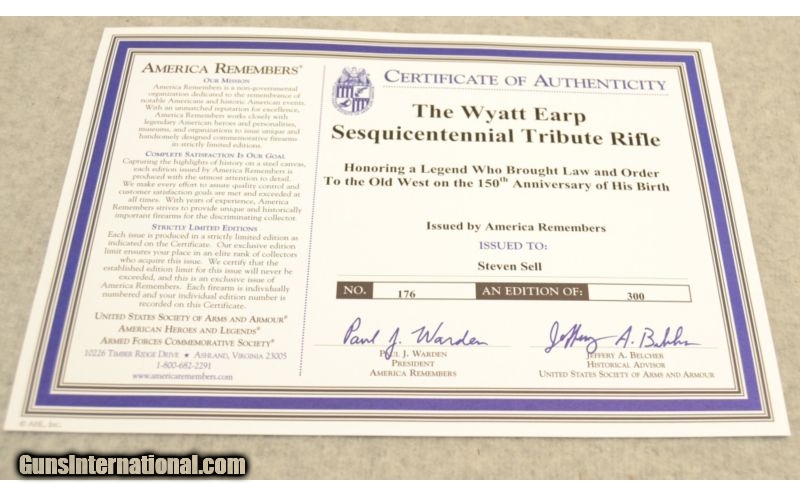 AMERICA REMEMBERS®
OUR MISSION
America Remembers is a non-governmental
organization dedicated to the remembrance of
notable Americans and historic American events.
With an unmatched reputation for excellence,
America Remembers works closely with
legendary American heroes and personalities,
museums, and organizations to issue unique and
handsomely designed commemorative firearms
in strictly limited editions.
COMPLETE SATISFACTION IS OUR GOAL
Capturing the highlights of history on a steel canvas,
each edition issued by America Remembers is
produced with the utmost attention to detail.
We make every effort to assure quality control and
customer satisfaction goals are met and exceeded at
all times. With years of experience, America
Remembers strives to provide unique and historically
important firearms for the discriminating collector.
STRICTLY LIMITED EDITIONS
Each issue is produced in a strictly limited edition as
indicated on the Certificate. Our exclusive edition
limit ensures your place in an elite rank of collectors
who acquire this issue. We certify that the
established edition limit for this issue will never be
exceeded, and this is an exclusive issue of
America Remembers. Each firearm is individually
numbered and your individual edition number is
recorded on this Certificate.
UNITED STATES SOCIETY OF ARMS AND ARMOUR®
AMERICAN HEROES AND LEGENDS®
ARMED FORCES COMMEMORATIVE SOCIETY®
10226 TIMBER RIDGE DRIVE ★ ASHLAND, VIRGINIA 23005
1-800-682-2291
www.americaremembers.com
© AHL, Inc.
CERTIFICATE OF AUTHENTICITY
The Wyatt Earp
Sesquicentennial Tribute Rifle
Honoring a Legend Who Brought Law and Order
To the Old West on the 150th Anniversary of His Birth
Issued by America Remembers
ISSUED TO:
Steven Sell
NO. 176 AN EDITION OF: 300
Paul J. Warden Jeffery A. Belcher
PAUL J. WARDEN JEFFERY A. BELCHER
PRESIDENT HISTORICAL ADVISOR
AMERICA REMEMBERS UNITED STATES SOCIETY OF ARMS AND ARMOUR
GunsInternational.com